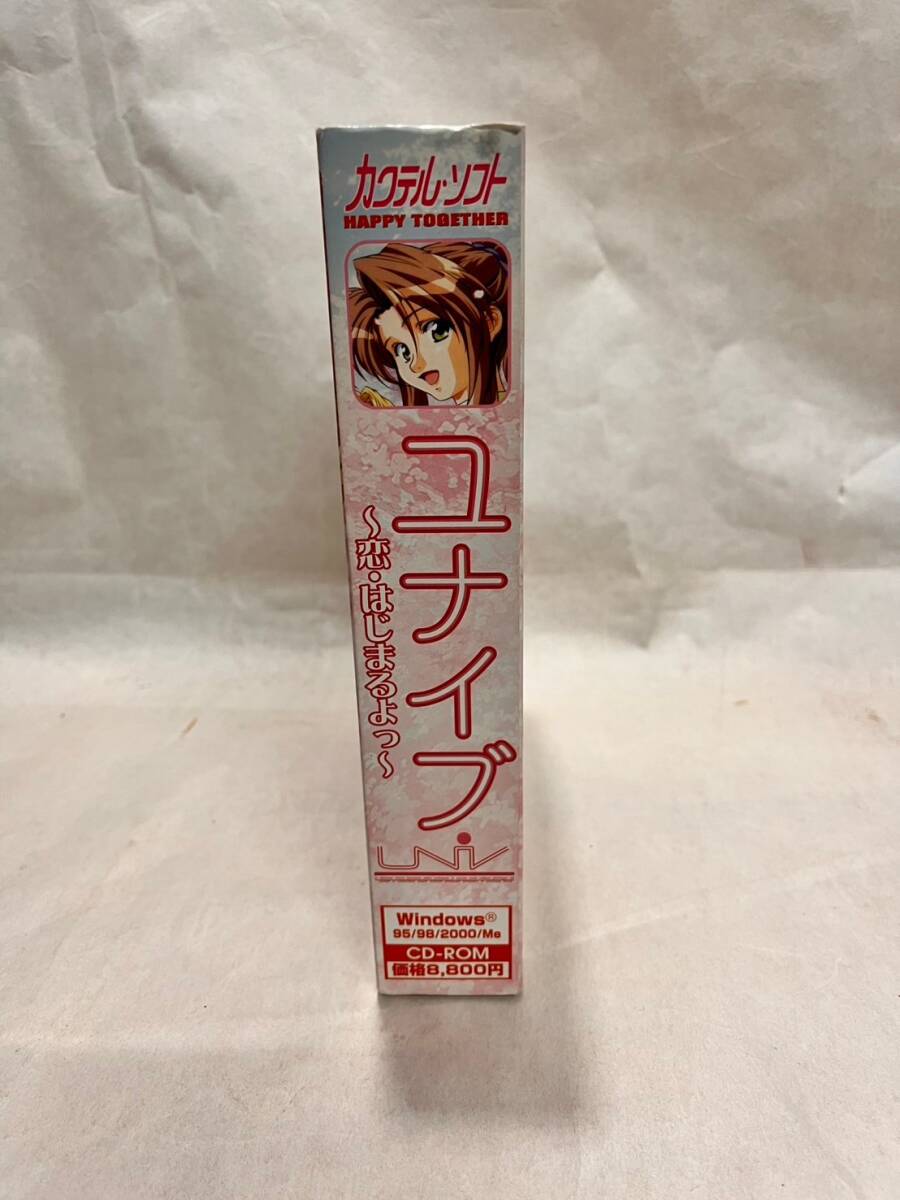 カクテル・ソフト
HAPPY TOGETHER
ユナイブ
～恋・はじまるよっ～
UNiV
Windows®
95/98/2000/Me
CD-ROM
価格8,800円